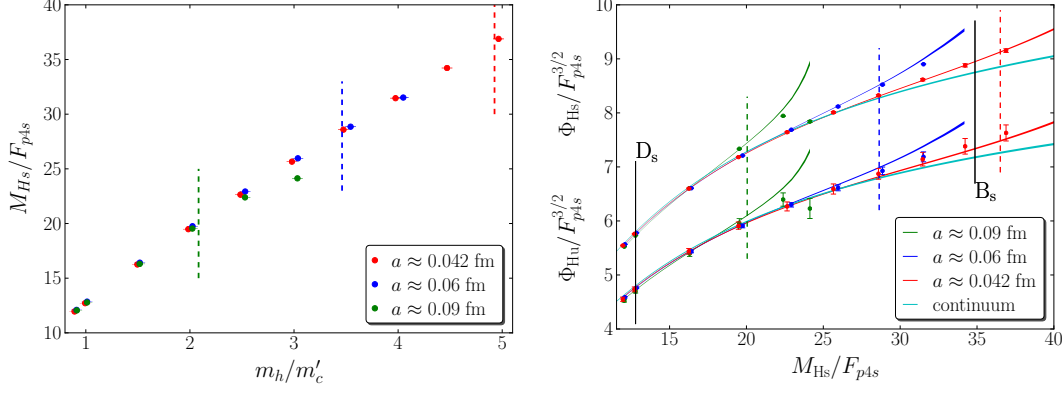 40
35
30
25
20
15
10
M_{Hs}/F_{p4s}
1
2
3
4
5
m_h/m'_c
a ≈ 0.042 fm
a ≈ 0.06 fm
a ≈ 0.09 fm
10
9
8
7
6
5
4
Φ_{Hs}/F_{p4s}^{3/2}
Φ_{Hu}/F_{p4s}^{3/2}
D_s
B_s
a ≈ 0.09 fm
a ≈ 0.06 fm
a ≈ 0.042 fm
continuum
15
20
25
30
35
40
M_{Hs}/F_{p4s}